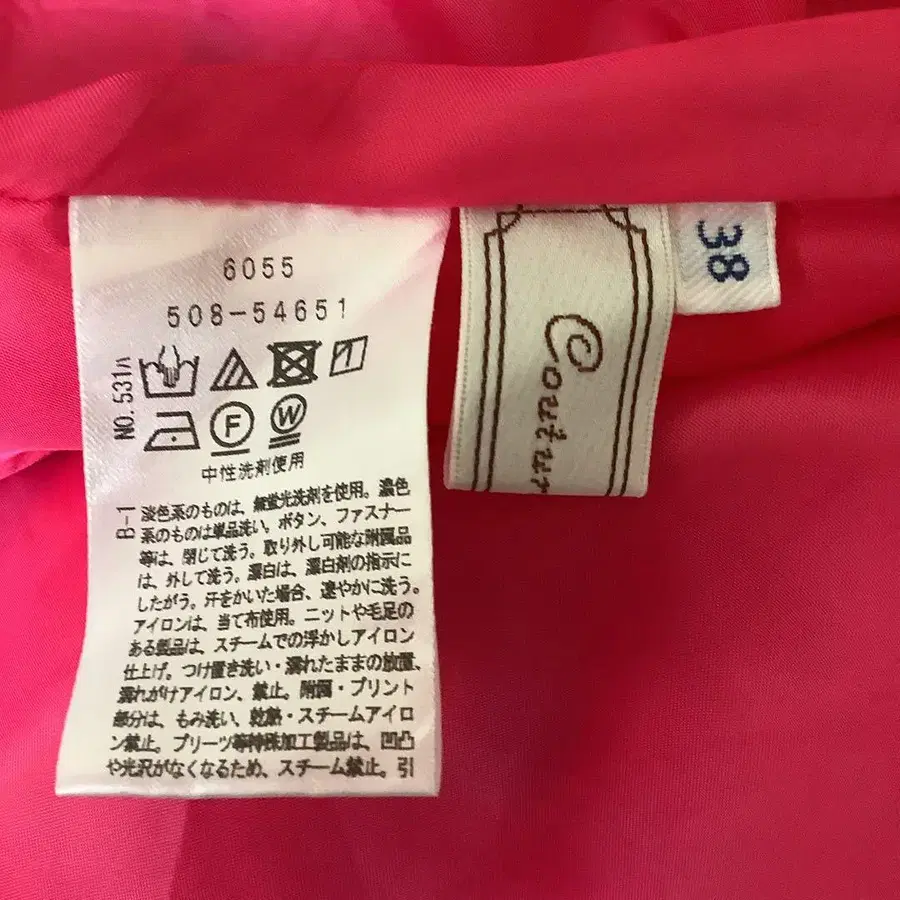 6055
508-54651
NO.531ハ
F
W
中性洗剤使用
B-1
淡色系のものは、無蛍光洗剤を使用。濃色
系のものは単品洗い。ボタン、ファスナー
等は、閉じて洗う。取り外し可能な附属品
は、外して洗う。漂白は、漂白剤の指示に
したがう。汗をかいた場合、速やかに洗う。
アイロンは、当て布使用。ニットや毛足の
ある製品は、スチームでの浮かしアイロン
仕上げ。つけ置き洗い・濡れたままの放置、
濡れがけアイロン、禁止。附属・プリント
部分は、もみ洗い、乾熱・スチームアイロ
ン禁止。プリーツ等特殊加工製品は、凹凸
や光沢がなくなるため、スチーム禁止。引
Coutur
38